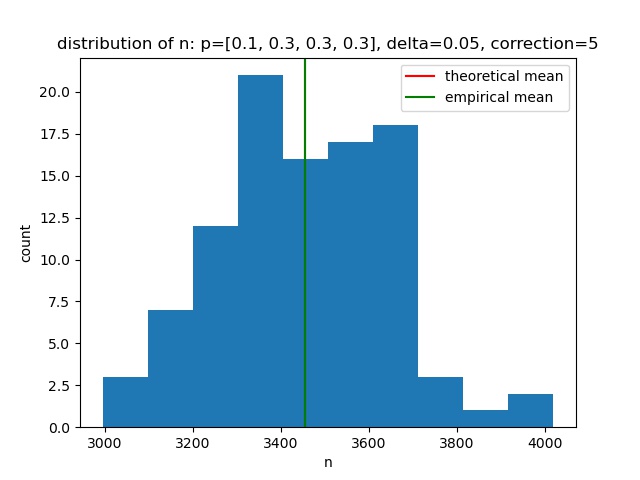 distribution of n: p=[0.1, 0.3, 0.3, 0.3], delta=0.05, correction=5
theoretical mean
empirical mean
20.0
17.5
15.0
12.5
10.0
7.5
5.0
2.5
0.0
count
3000 3200 3400 3600 3800 4000
n